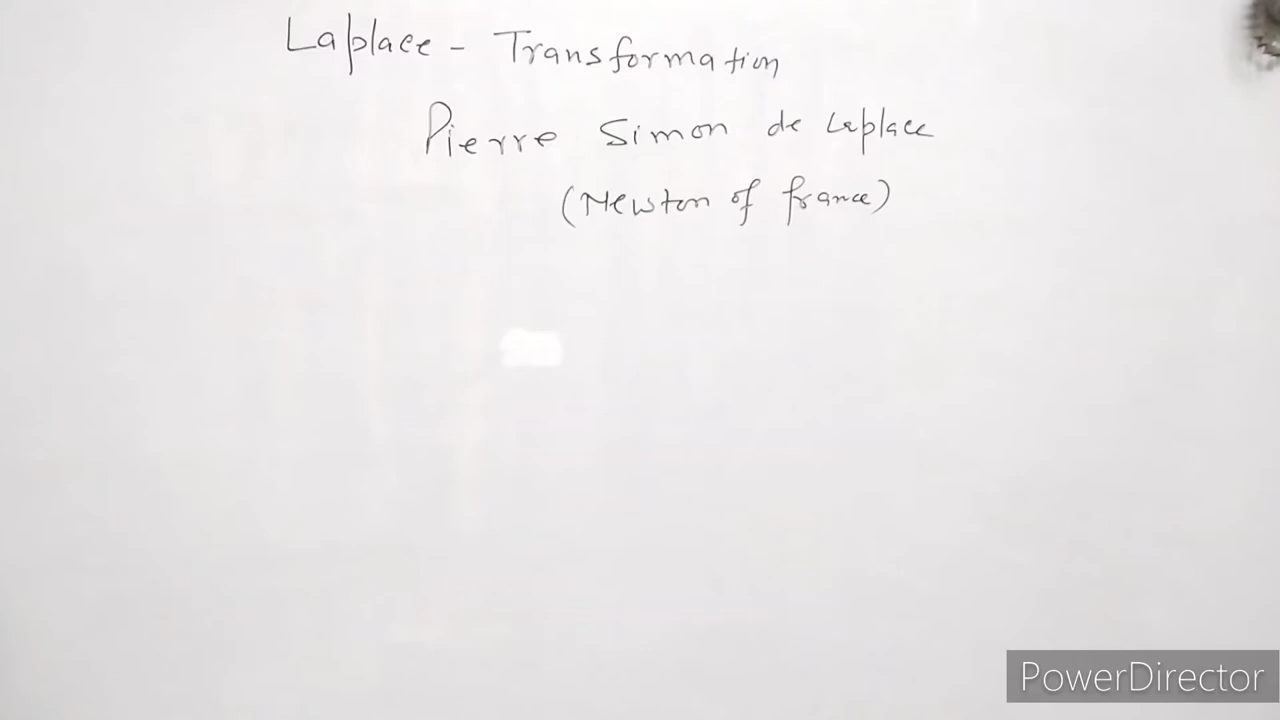 Laplace - Transformation
Pierre Simon de Laplace
(Newton of france)
PowerDirector